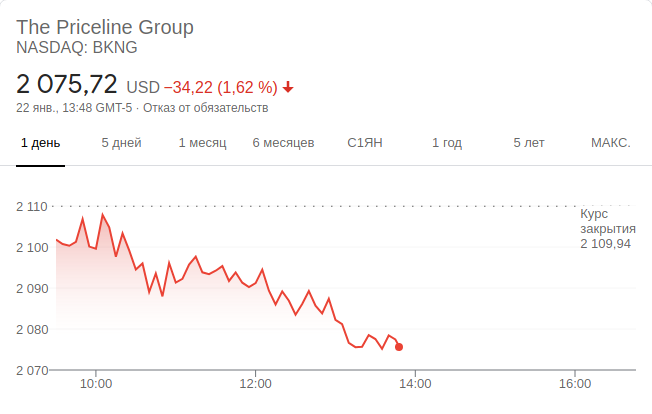 The Priceline Group
NASDAQ: BKNG
2 075,72 USD −34,22 (1,62 %)
22 янв., 13:48 GMT-5 · Отказ от обязательств
1 день 5 дней 1 месяц 6 месяцев С1ЯН 1 год 5 лет МАКС.
2 110
Курс
закрытия
2 109,94
2 100
2 090
2 080
2 070
10:00 12:00 14:00 16:00